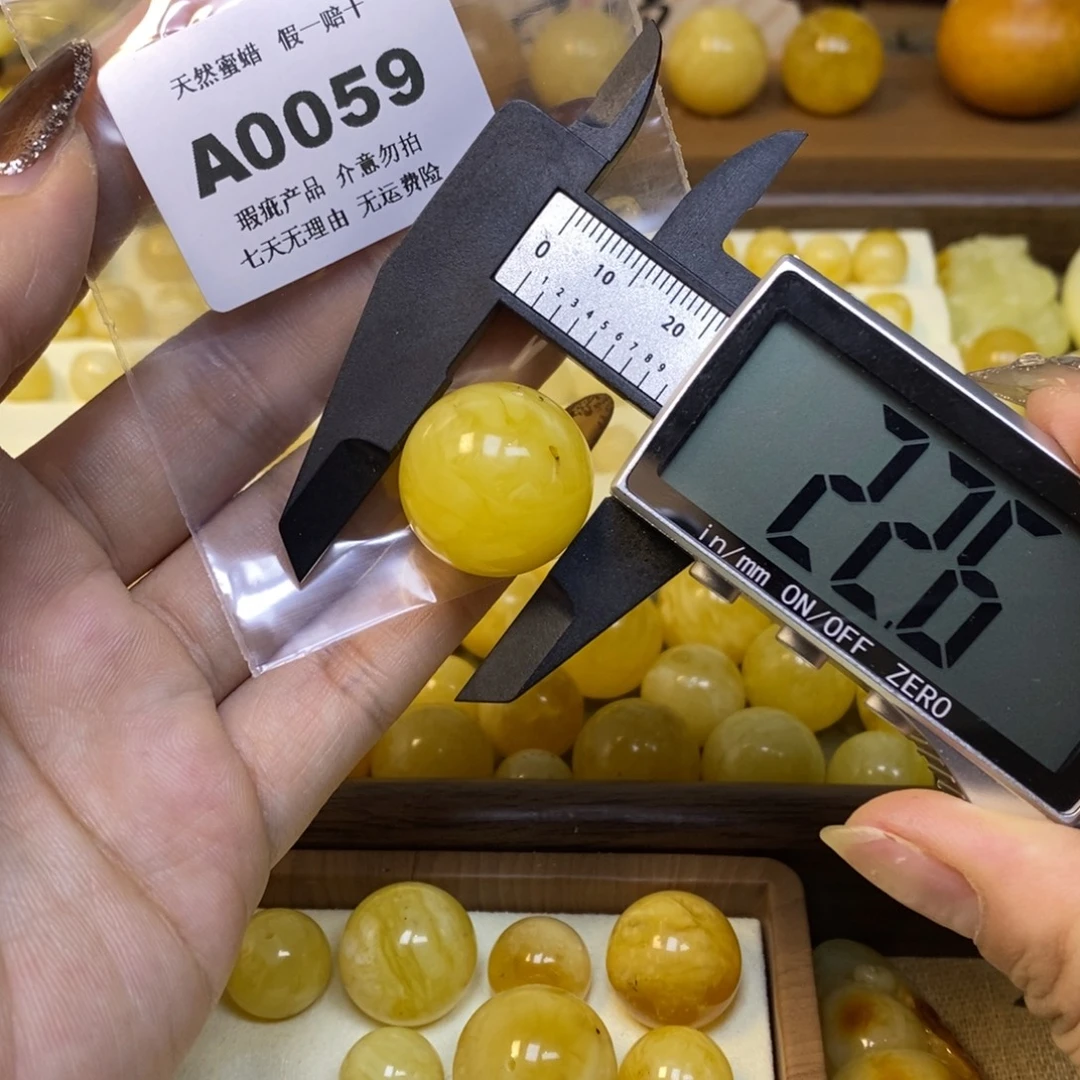 天然蜜蜡 假一赔十
A0059
瑕疵产品 介意勿拍
七天无理由 无运费险
0 10 20
1 2 3 4 5 6 7 8 9
22.6
in/mm ON/OFF ZERO